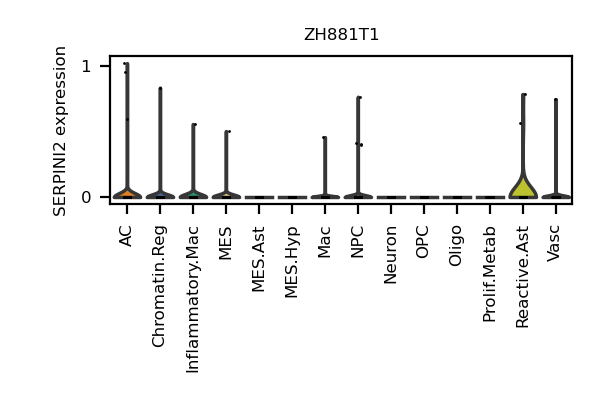 ZH881T1
SERPINI2 expression
1
0
AC
Chromatin.Reg
Inflammatory.Mac
MES
MES.Ast
MES.Hyp
Mac
NPC
Neuron
OPC
Oligo
Prolif.Metab
Reactive.Ast
Vasc